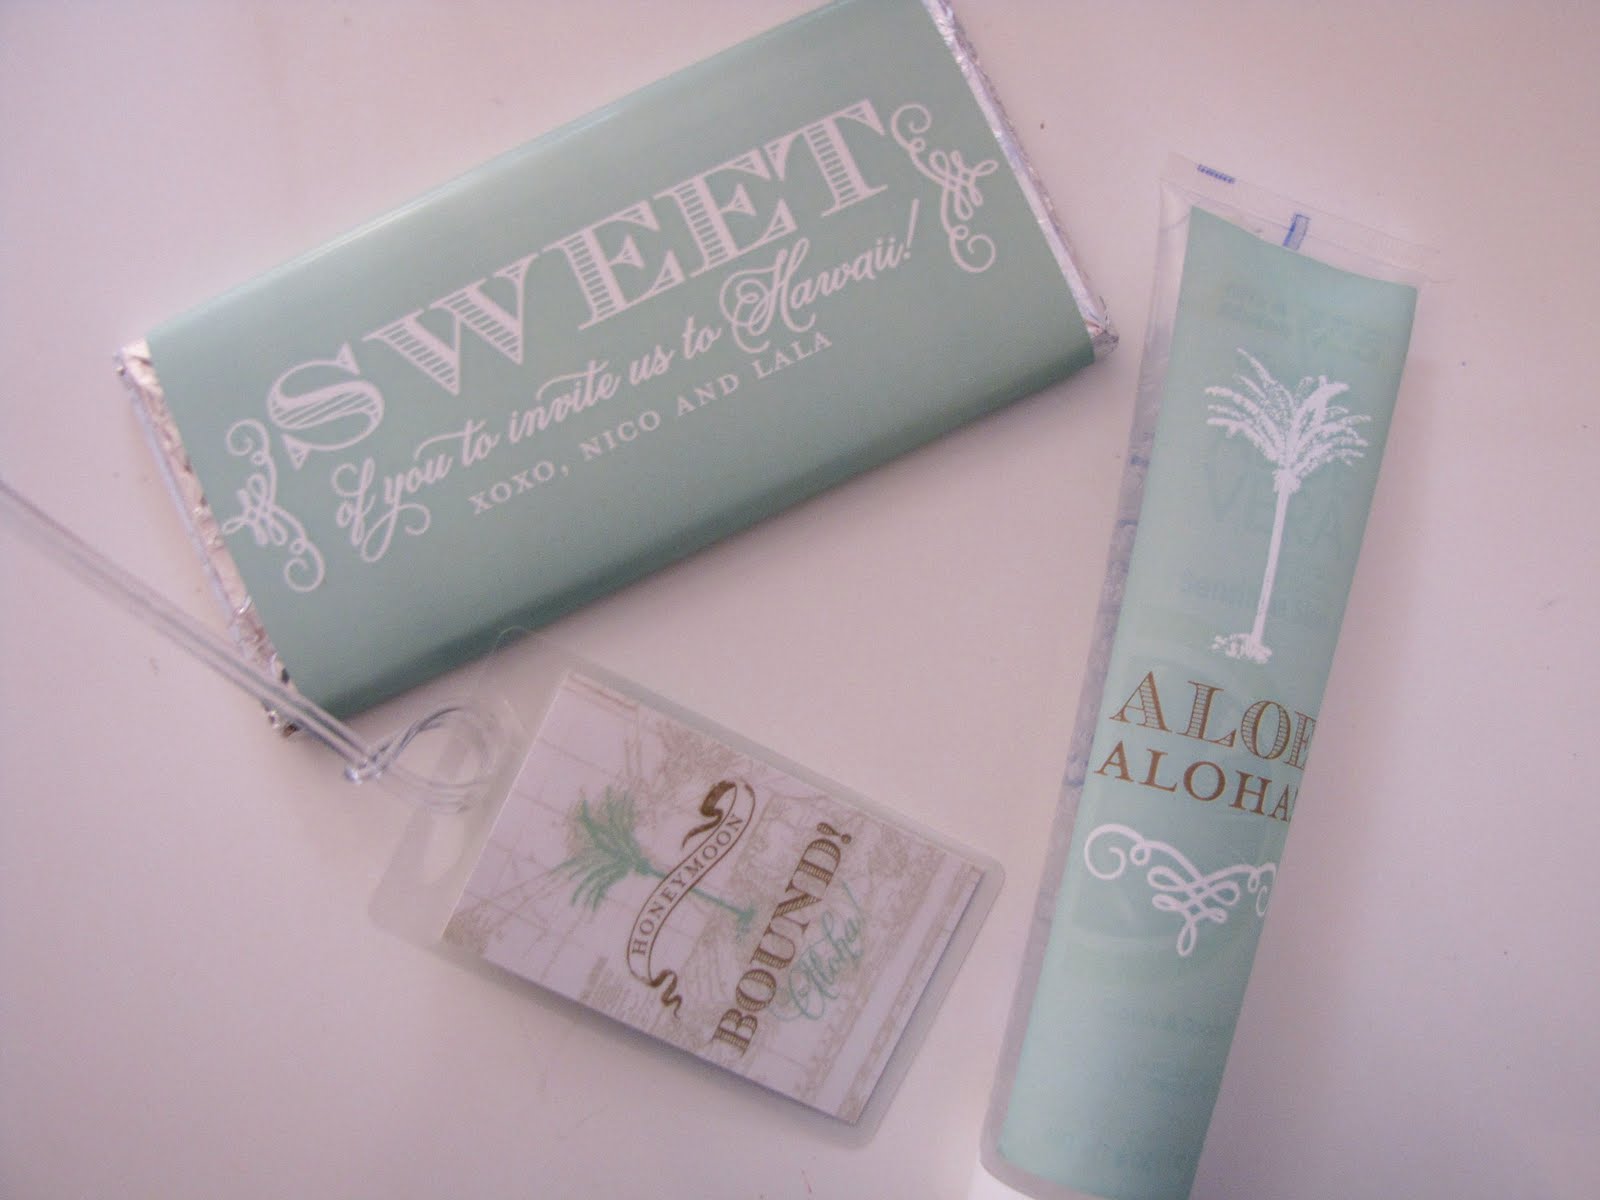 SWEET
of you to invite us to Hawaii!
XOXO, NICO AND LALA
HONEYMOON
BOUND!
Aloha!
ALOE
ALOHA